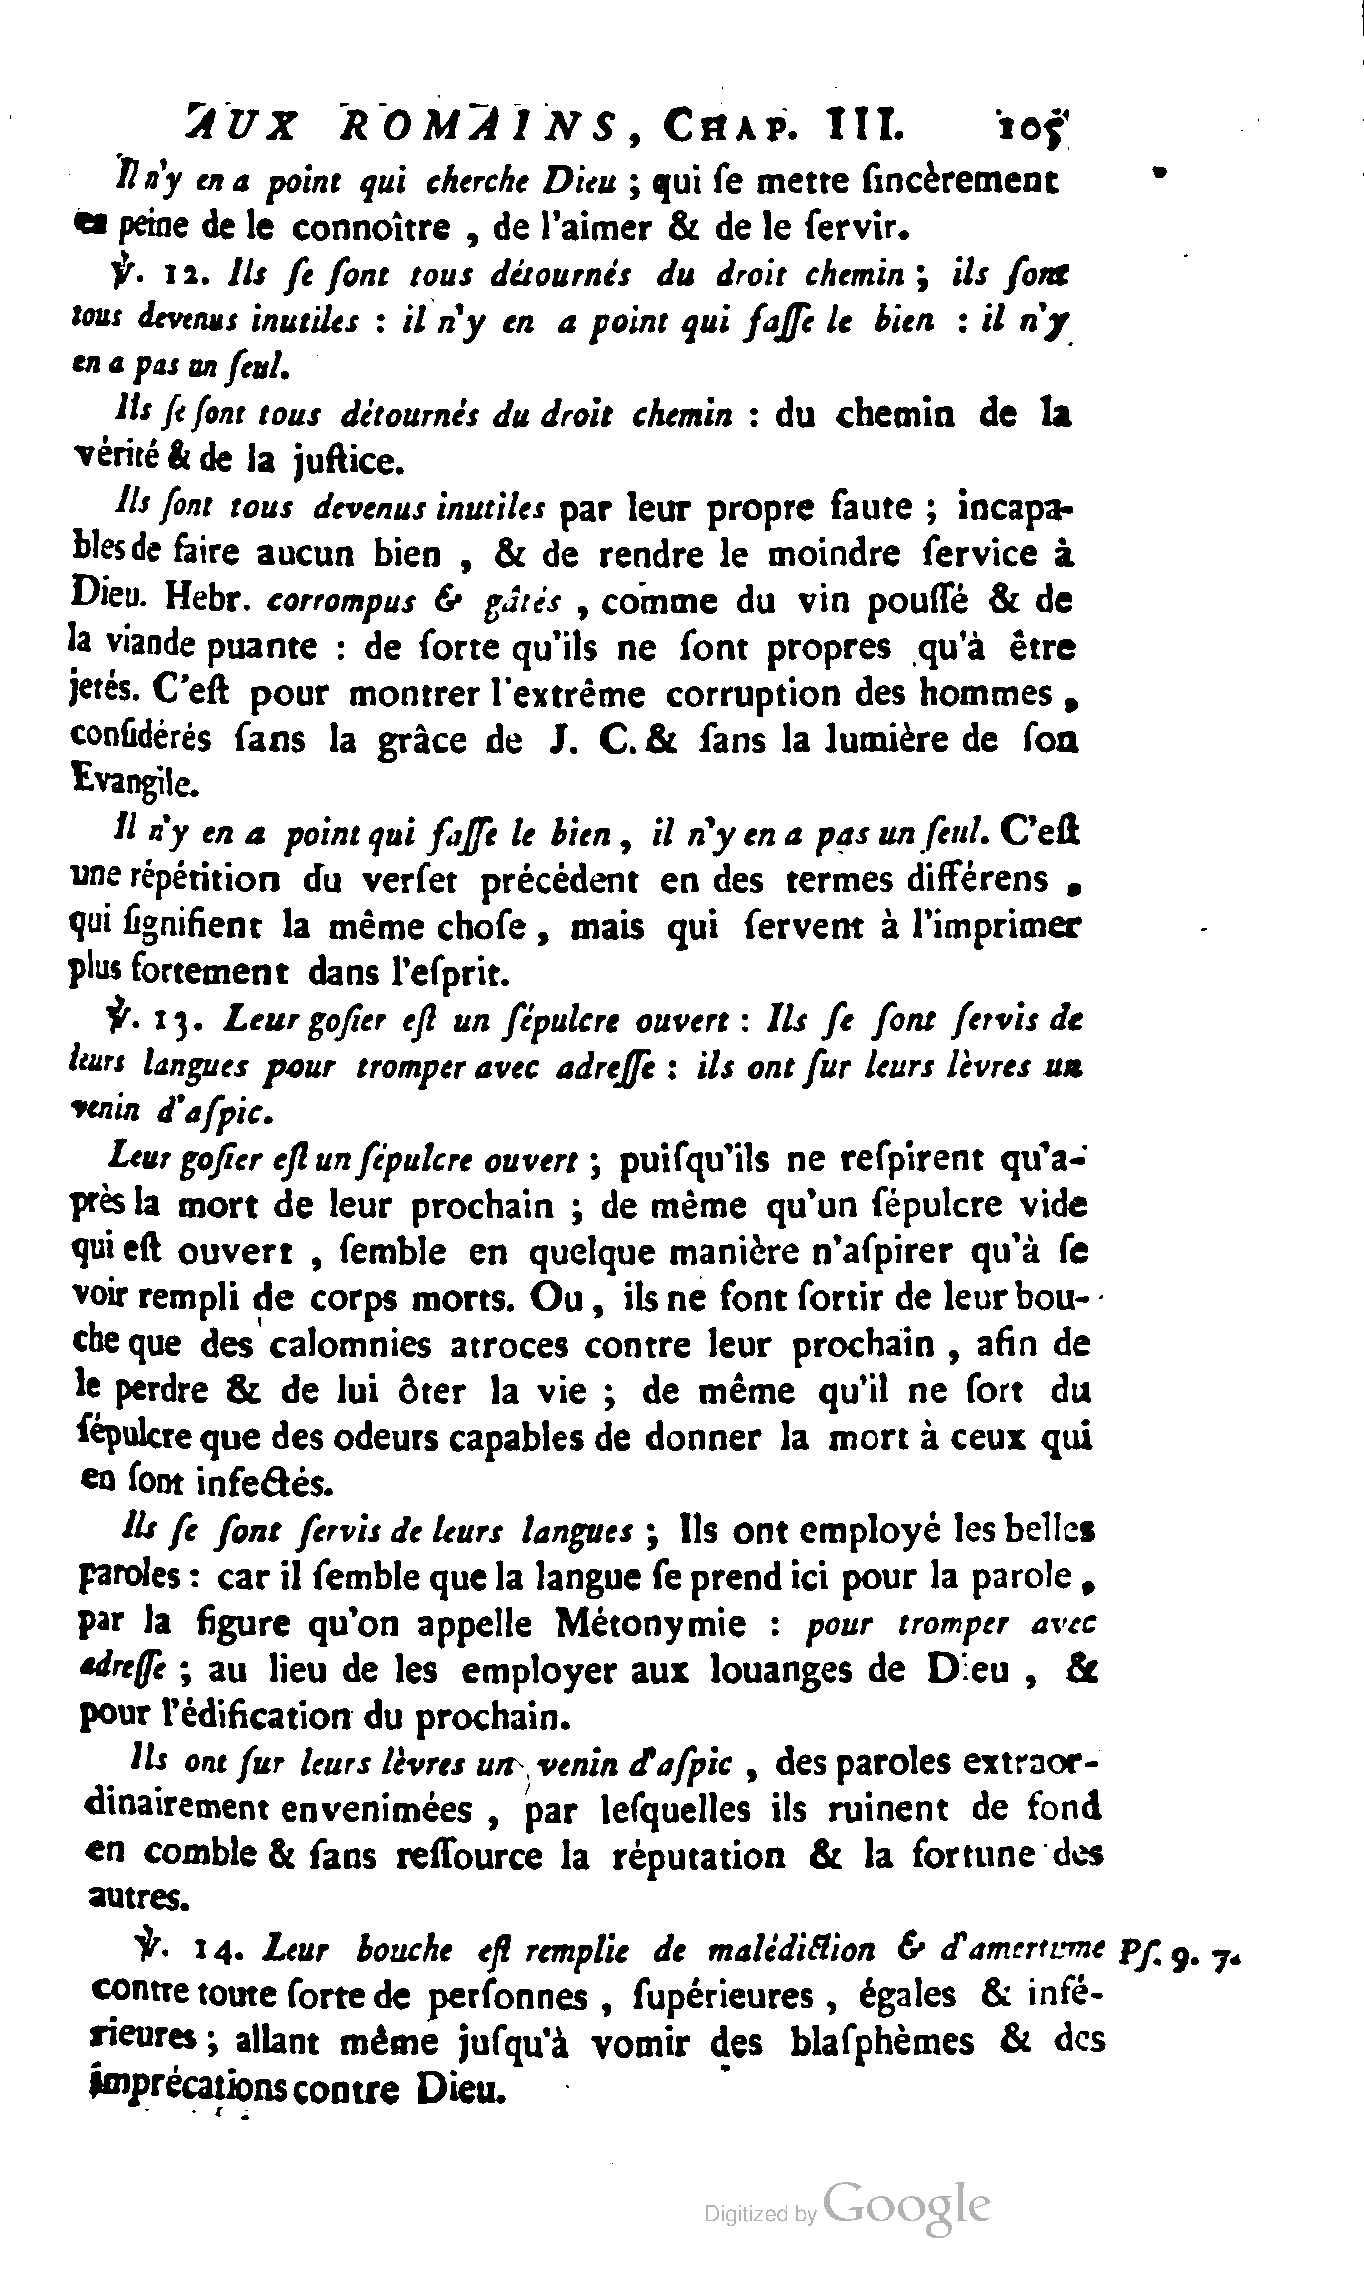 AUX ROMAINS, CHAP. III. 105
Il n'y en a point qui cherche Dieu ; qui ſe mette ſincèrement
en peine de le connoître , de l'aimer & de le ſervir.
℣. 12. Ils ſe ſont tous détournés du droit chemin ; ils ſont
tous devenus inutiles : il n'y en a point qui faſſe le bien : il n'y
en a pas un ſeul.
Ils ſe ſont tous détournés du droit chemin : du chemin de la
vérité & de la juſtice.
Ils ſont tous devenus inutiles par leur propre faute ; incapa-
bles de faire aucun bien , & de rendre le moindre ſervice à
Dieu. Hebr. corrompus & gâtés , comme du vin pouſſé & de
la viande puante : de ſorte qu'ils ne ſont propres qu'à être
jetés. C'eſt pour montrer l'extrême corruption des hommes ,
conſidérés ſans la grâce de J. C. & ſans la lumière de ſon
Evangile.
Il n'y en a point qui faſſe le bien , il n'y en a pas un ſeul. C'eſt
une répétition du verſet précédent en des termes différens ,
qui ſignifient la même choſe , mais qui ſervent à l'imprimer
plus fortement dans l'eſprit.
℣. 13. Leur goſier eſt un ſépulcre ouvert : Ils ſe ſont ſervis de
leurs langues pour tromper avec adreſſe : ils ont ſur leurs lèvres un
venin d'aſpic.
Leur goſier eſt un ſépulcre ouvert ; puiſqu'ils ne reſpirent qu'a-
près la mort de leur prochain ; de même qu'un ſépulcre vide
qui eſt ouvert , ſemble en quelque manière n'aſpirer qu'à ſe
voir rempli de corps morts. Ou , ils ne font ſortir de leur bou-
che que des calomnies atroces contre leur prochain , afin de
le perdre & de lui ôter la vie ; de même qu'il ne ſort du
ſépulcre que des odeurs capables de donner la mort à ceux qui
en ſont infectés.
Ils ſe ſont ſervis de leurs langues ; Ils ont employé les belles
paroles : car il ſemble que la langue ſe prend ici pour la parole ,
par la figure qu'on appelle Métonymie : pour tromper avec
adreſſe ; au lieu de les employer aux louanges de Dieu , &
pour l'édification du prochain.
Ils ont ſur leurs lèvres un venin d'aſpic , des paroles extraor-
dinairement envenimées , par leſquelles ils ruinent de fond
en comble & ſans reſſource la réputation & la fortune des
autres.
℣. 14. Leur bouche eſt remplie de malédiction & d'amertume Pſ. 9. 7.
contre toute ſorte de perſonnes , ſupérieures , égales & infé-
rieures ; allant même juſqu'à vomir des blaſphèmes & des
imprécations contre Dieu.
Digitized by Google